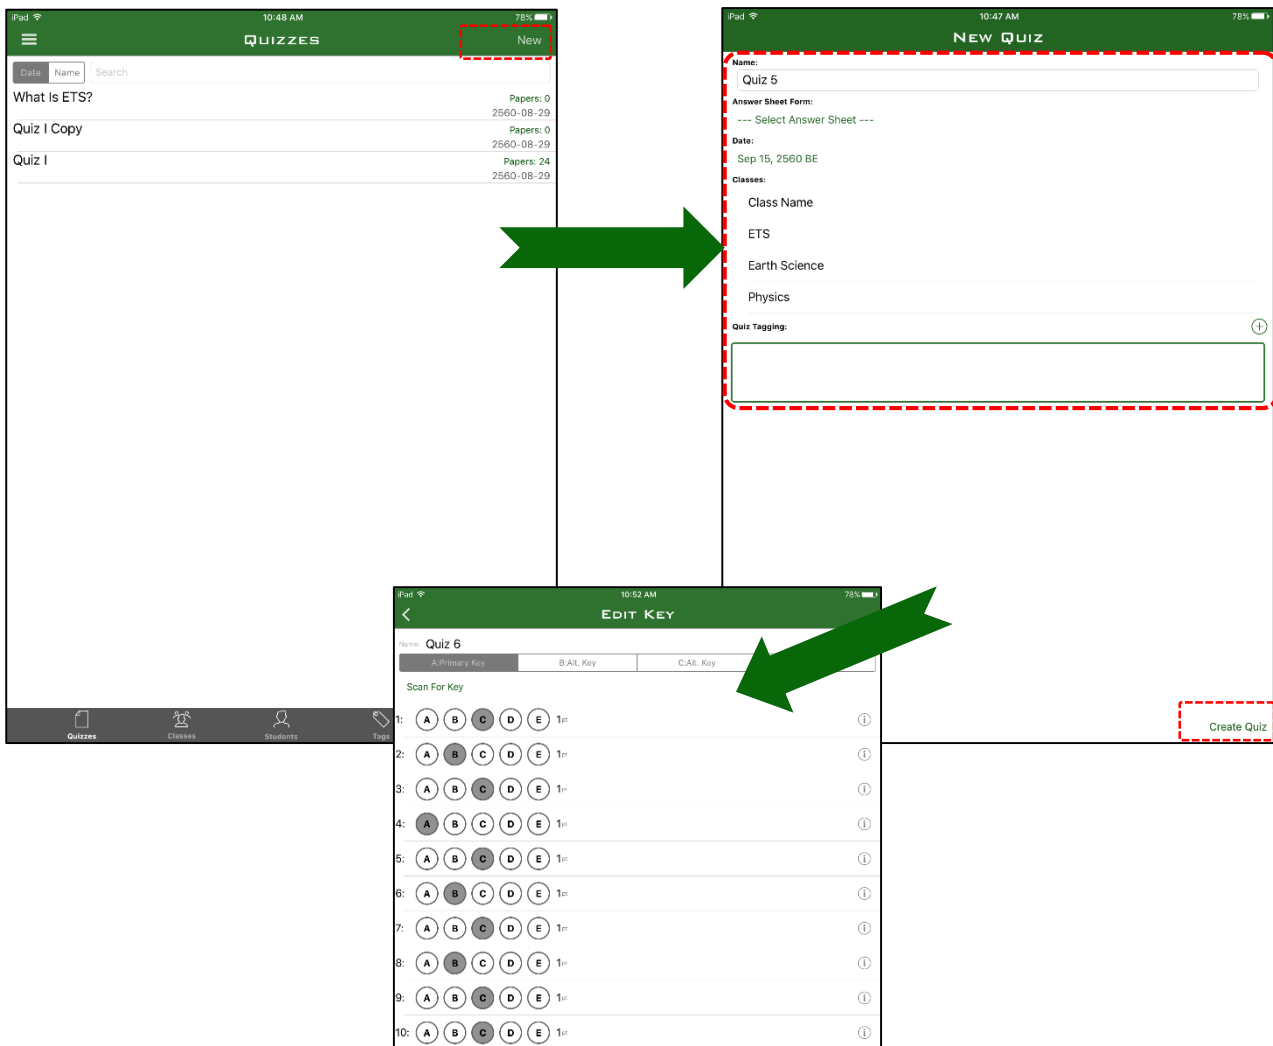 iPad 10:48 AM 78%
Quizzes New
Date Name Search
What Is ETS? Papers: 0
2560-08-29
Quiz I Copy Papers: 0
2560-08-29
Quiz I Papers: 24
2560-08-29
Quizzes Classes Students Tags
iPad 10:47 AM 78%
New Quiz
Name:
Quiz 5
Answer Sheet Form:
--- Select Answer Sheet ---
Date:
Sep 15, 2560 BE
Classes:
Class Name
ETS
Earth Science
Physics
Quiz Tagging:
Create Quiz
iPad 10:52 AM 78%
Edit Key
Name: Quiz 6
A:Primary Key B:Alt. Key C:Alt. Key
Scan For Key
1: A B C D E 1pt
2: A B C D E 1pt
3: A B C D E 1pt
4: A B C D E 1pt
5: A B C D E 1pt
6: A B C D E 1pt
7: A B C D E 1pt
8: A B C D E 1pt
9: A B C D E 1pt
10: A B C D E 1pt